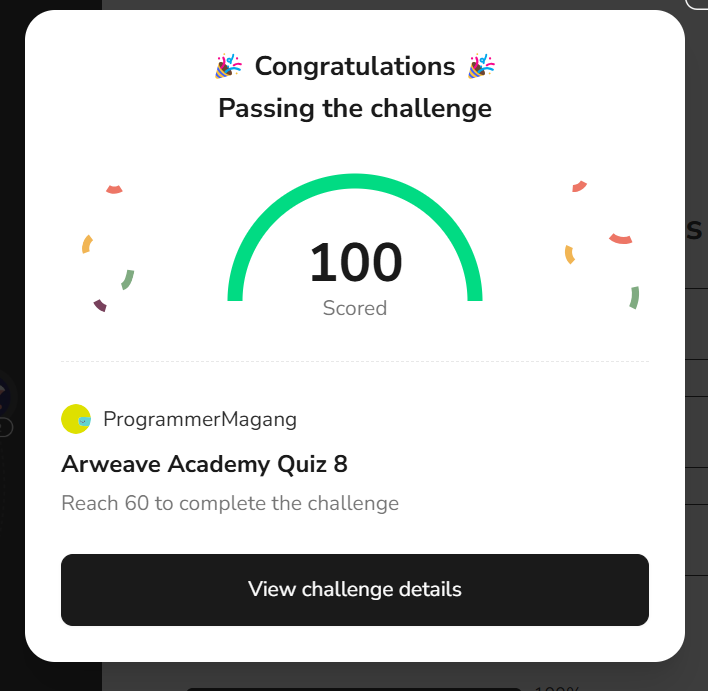 Congratulations
Passing the challenge
100
Scored
ProgrammerMagang
Arweave Academy Quiz 8
Reach 60 to complete the challenge
View challenge details